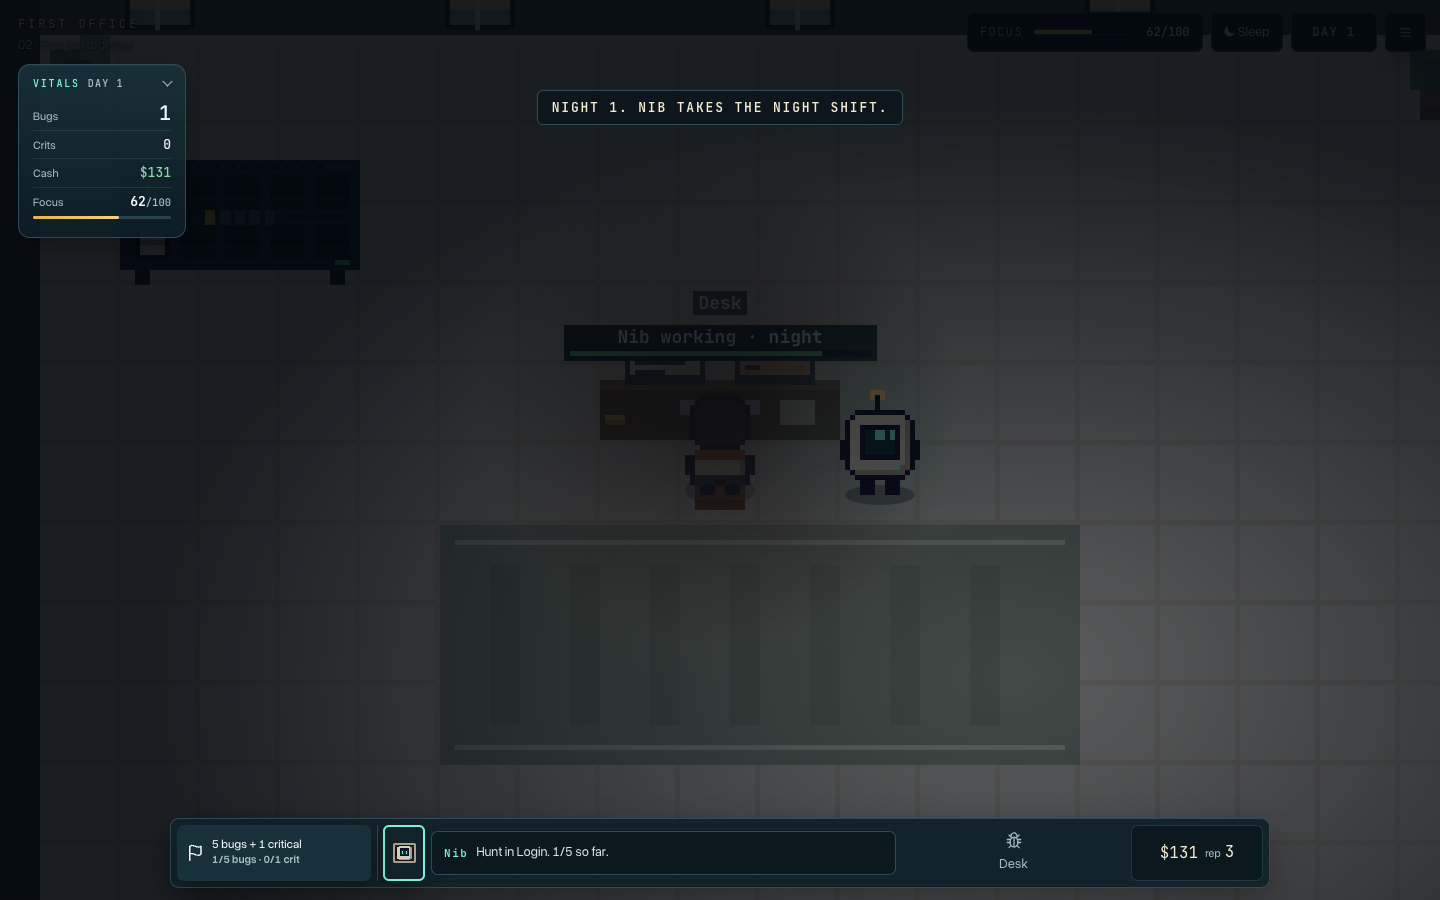 FIRST OFFICE
FOCUS 62/100
Sleep
DAY 1
VITALS DAY 1
Bugs 1
Crits 0
Cash $131
Focus 62/100
NIGHT 1. NIB TAKES THE NIGHT SHIFT.
Desk
Nib working · night
5 bugs + 1 critical
1/5 bugs · 0/1 crit
Nib Hunt in Login. 1/5 so far.
Desk
$131 rep 3